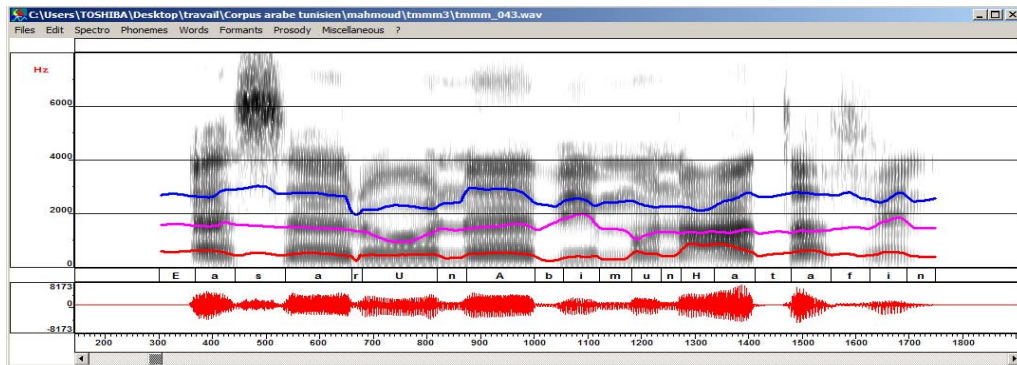 C:\Users\TOSHIBA\Desktop\travail\Corpus arabe tunisien\mahmoud\tmmm3\tmmm_043.wav
Files Edit Spectro Phonemes Words Formants Prosody Miscellaneous ?
Hz
6000
4000
2000
0
E a s a r U n A b i m u n H a t a f i n
8173
0
-8173
200 300 400 500 600 700 800 900 1000 1100 1200 1300 1400 1500 1600 1700 1800